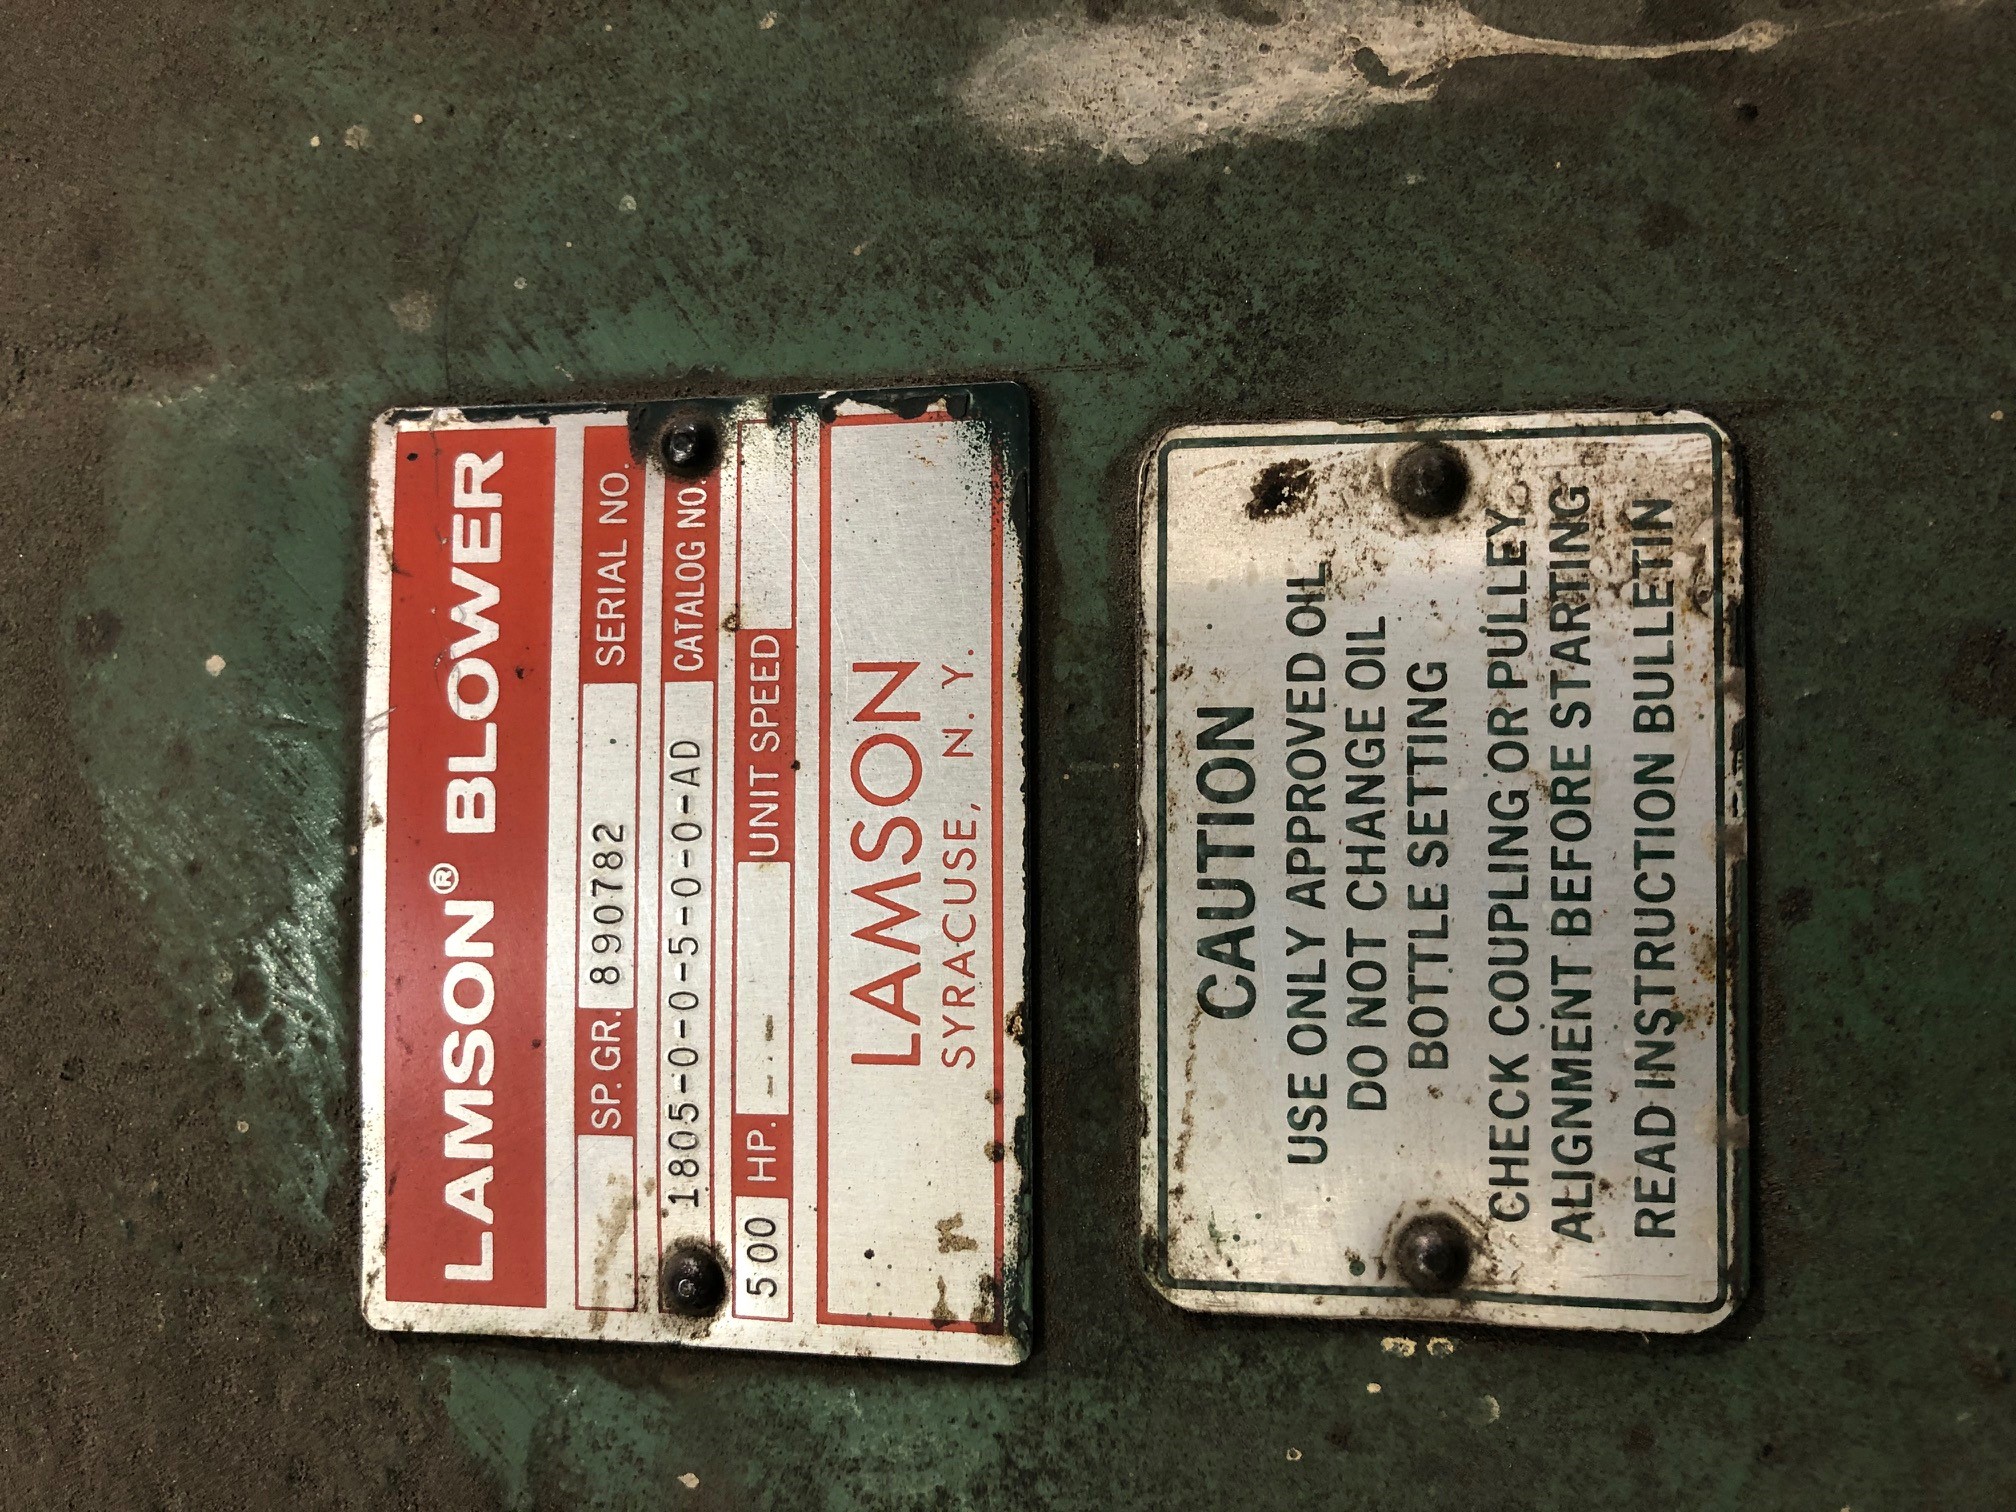 LAMSON® BLOWER
SERIAL NO.
890782 SP.GR.
CATALOG NO.
1805-0-0-5-0-0-AD
UNIT SPEED
500 HP.
LAMSON
SYRACUSE, N.Y.
CAUTION
USE ONLY APPROVED OIL
DO NOT CHANGE OIL
BOTTLE SETTING
CHECK COUPLING OR PULLEY
ALIGNMENT BEFORE STARTING
READ INSTRUCTION BULLETIN